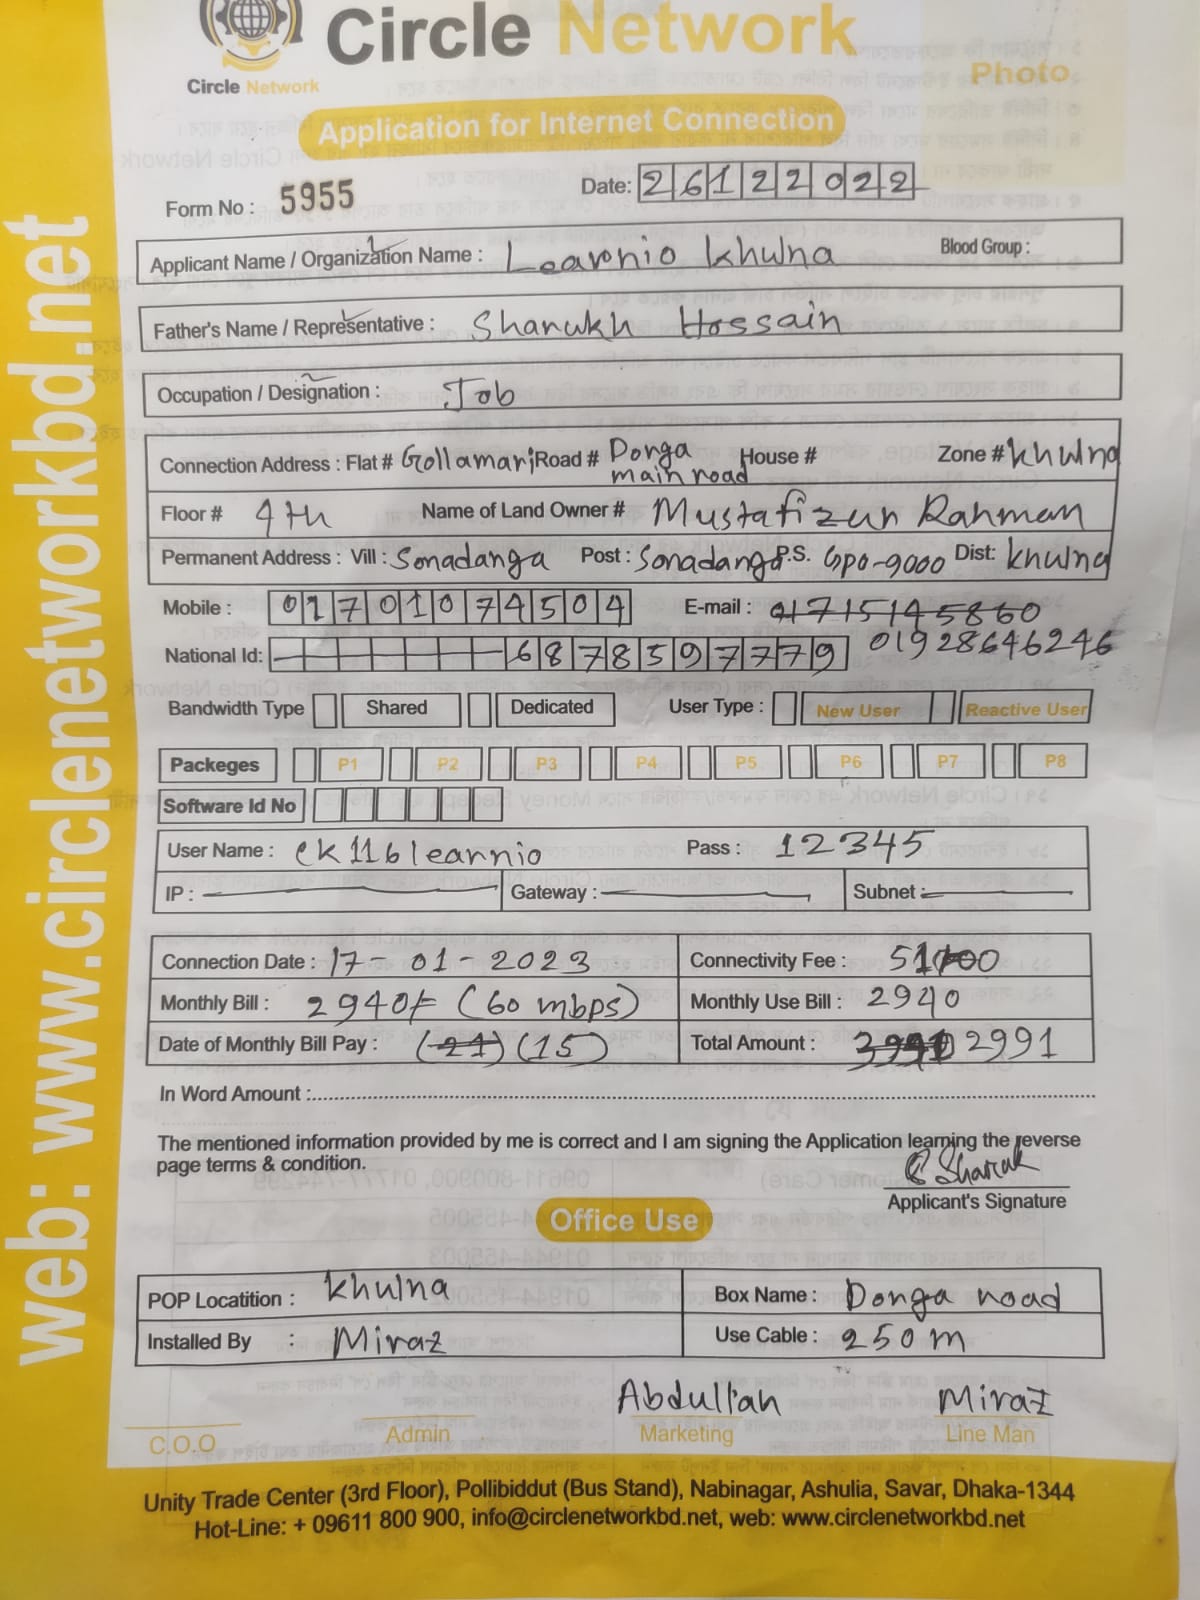 Circle Network
Circle Network
Photo
Application for Internet Connection
Form No : 5955
Date: 26122022
Applicant Name / Organization Name : Learnio Khulna Blood Group :
Father's Name / Representative : Sharukh Hossain
Occupation / Designation : Job
Connection Address : Flat # Gollamari Road # Donga main road House # Zone # Khulna
Floor # 4th Name of Land Owner # Mustafizur Rahman
Permanent Address : Vill : Sonadanga Post : Sonadanga P.S. GPO-9000 Dist: Khulna
Mobile : 01701074504 E-mail : 01715145860
National Id: 6878597779 01928646246
Bandwidth Type Shared Dedicated User Type : New User Reactive User
Packeges P1 P2 P3 P4 P5 P6 P7 P8
Software Id No
User Name : ck116learnio Pass : 12345
IP : Gateway : Subnet :
Connection Date : 17-01-2023 Connectivity Fee :
Monthly Bill : 2940/= (60 mbps) Monthly Use Bill : 2940
Date of Monthly Bill Pay : (21) (15) Total Amount : 2991
In Word Amount :
The mentioned information provided by me is correct and I am signing the Application learning the reverse
page terms & condition.
Sharuk
Applicant's Signature
Office Use
POP Locatition : Khulna Box Name : Donga road
Installed By : Miraz Use Cable : 250m
Abdullah Miraz
C.O.O Admin Marketing Line Man
Unity Trade Center (3rd Floor), Pollibiddut (Bus Stand), Nabinagar, Ashulia, Savar, Dhaka-1344
Hot-Line: + 09611 800 900, info@circlenetworkbd.net, web: www.circlenetworkbd.net
web: www.circlenetworkbd.net